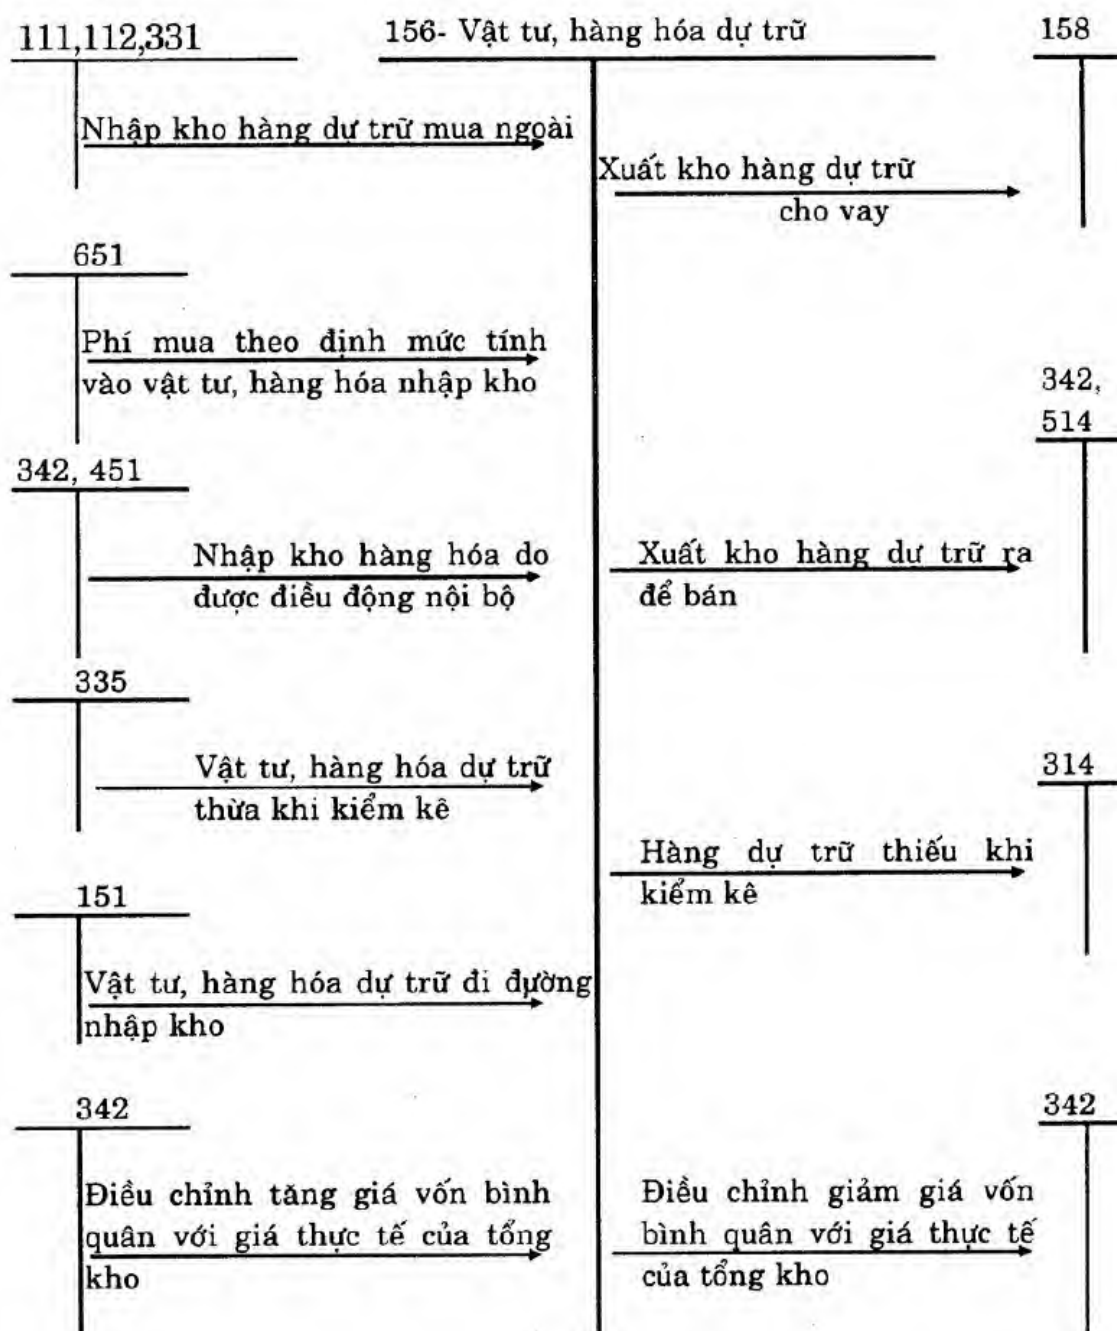 111,112,331
156- Vật tư, hàng hóa dự trữ
158
Nhập kho hàng dự trữ mua ngoài
Xuất kho hàng dự trữ
cho vay
651
Phí mua theo định mức tính
vào vật tư, hàng hóa nhập kho
342,
514
342, 451
Nhập kho hàng hóa do
được điều động nội bộ
Xuất kho hàng dự trữ ra
để bán
335
Vật tư, hàng hóa dự trữ
thừa khi kiểm kê
314
Hàng dự trữ thiếu khi
kiểm kê
151
Vật tư, hàng hóa dự trữ đi đường
nhập kho
342
Điều chỉnh tăng giá vốn bình
quân với giá thực tế của tổng
kho
342
Điều chỉnh giảm giá vốn
bình quân với giá thực tế
của tổng kho